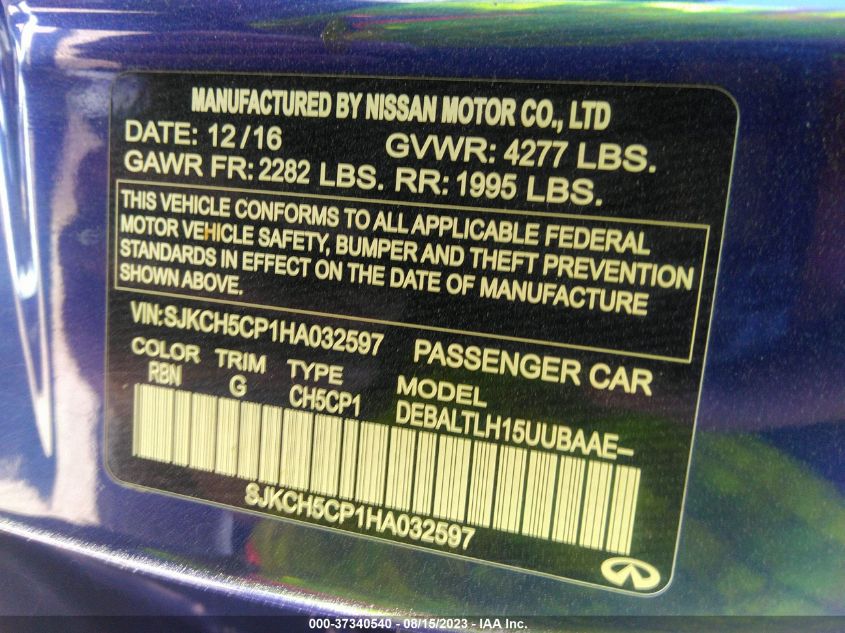 MANUFACTURED BY NISSAN MOTOR CO., LTD
DATE: 12/16 GVWR: 4277 LBS.
GAWR FR: 2282 LBS. RR: 1995 LBS.
THIS VEHICLE CONFORMS TO ALL APPLICABLE FEDERAL
MOTOR VEHICLE SAFETY, BUMPER AND THEFT PREVENTION
STANDARDS IN EFFECT ON THE DATE OF MANUFACTURE
SHOWN ABOVE.
VIN:SJKCH5CP1HA032597 PASSENGER CAR
COLOR TRIM TYPE MODEL
RBN G CH5CP1 DEBALTLH15UUBAAE-
SJKCH5CP1HA032597
000-37340540 - 08/15/2023 - IAA Inc.